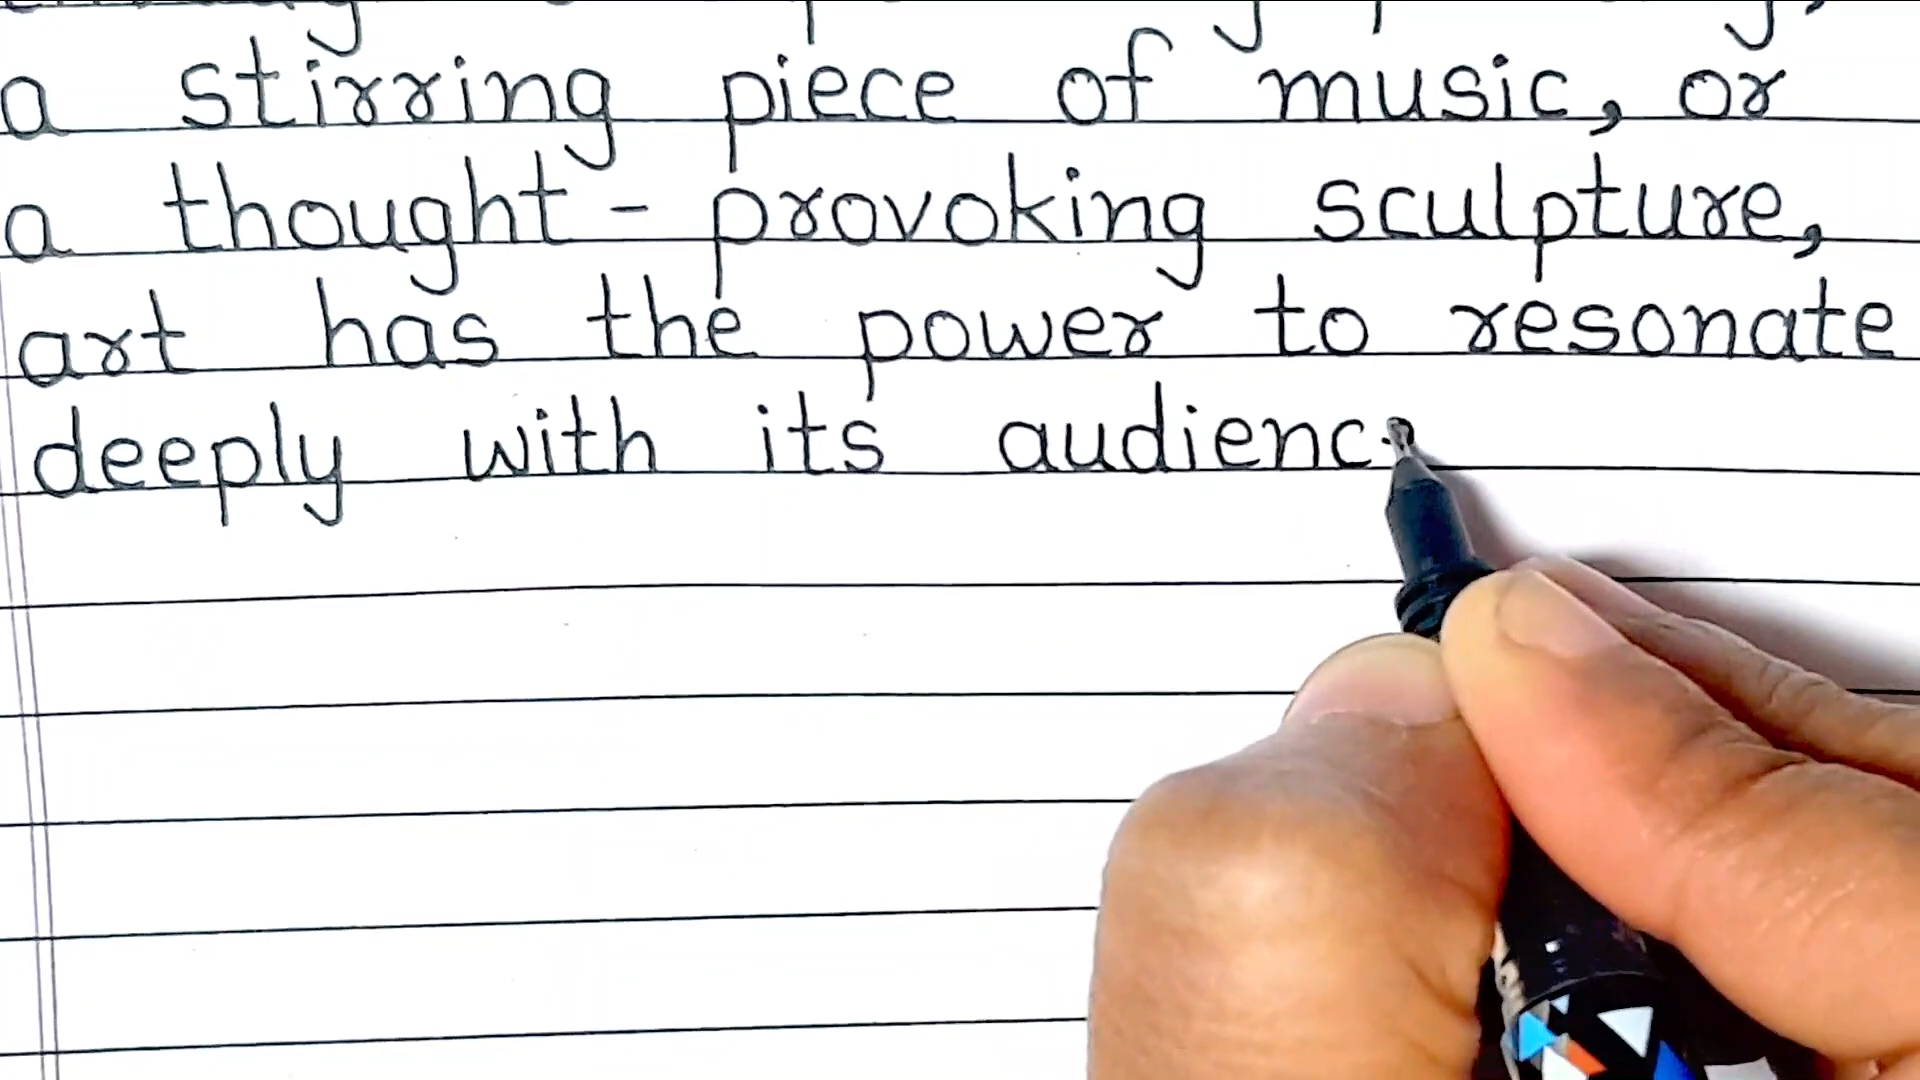 a stirring piece of music, or
a thought-provoking sculpture,
art has the power to resonate
deeply with its audienc